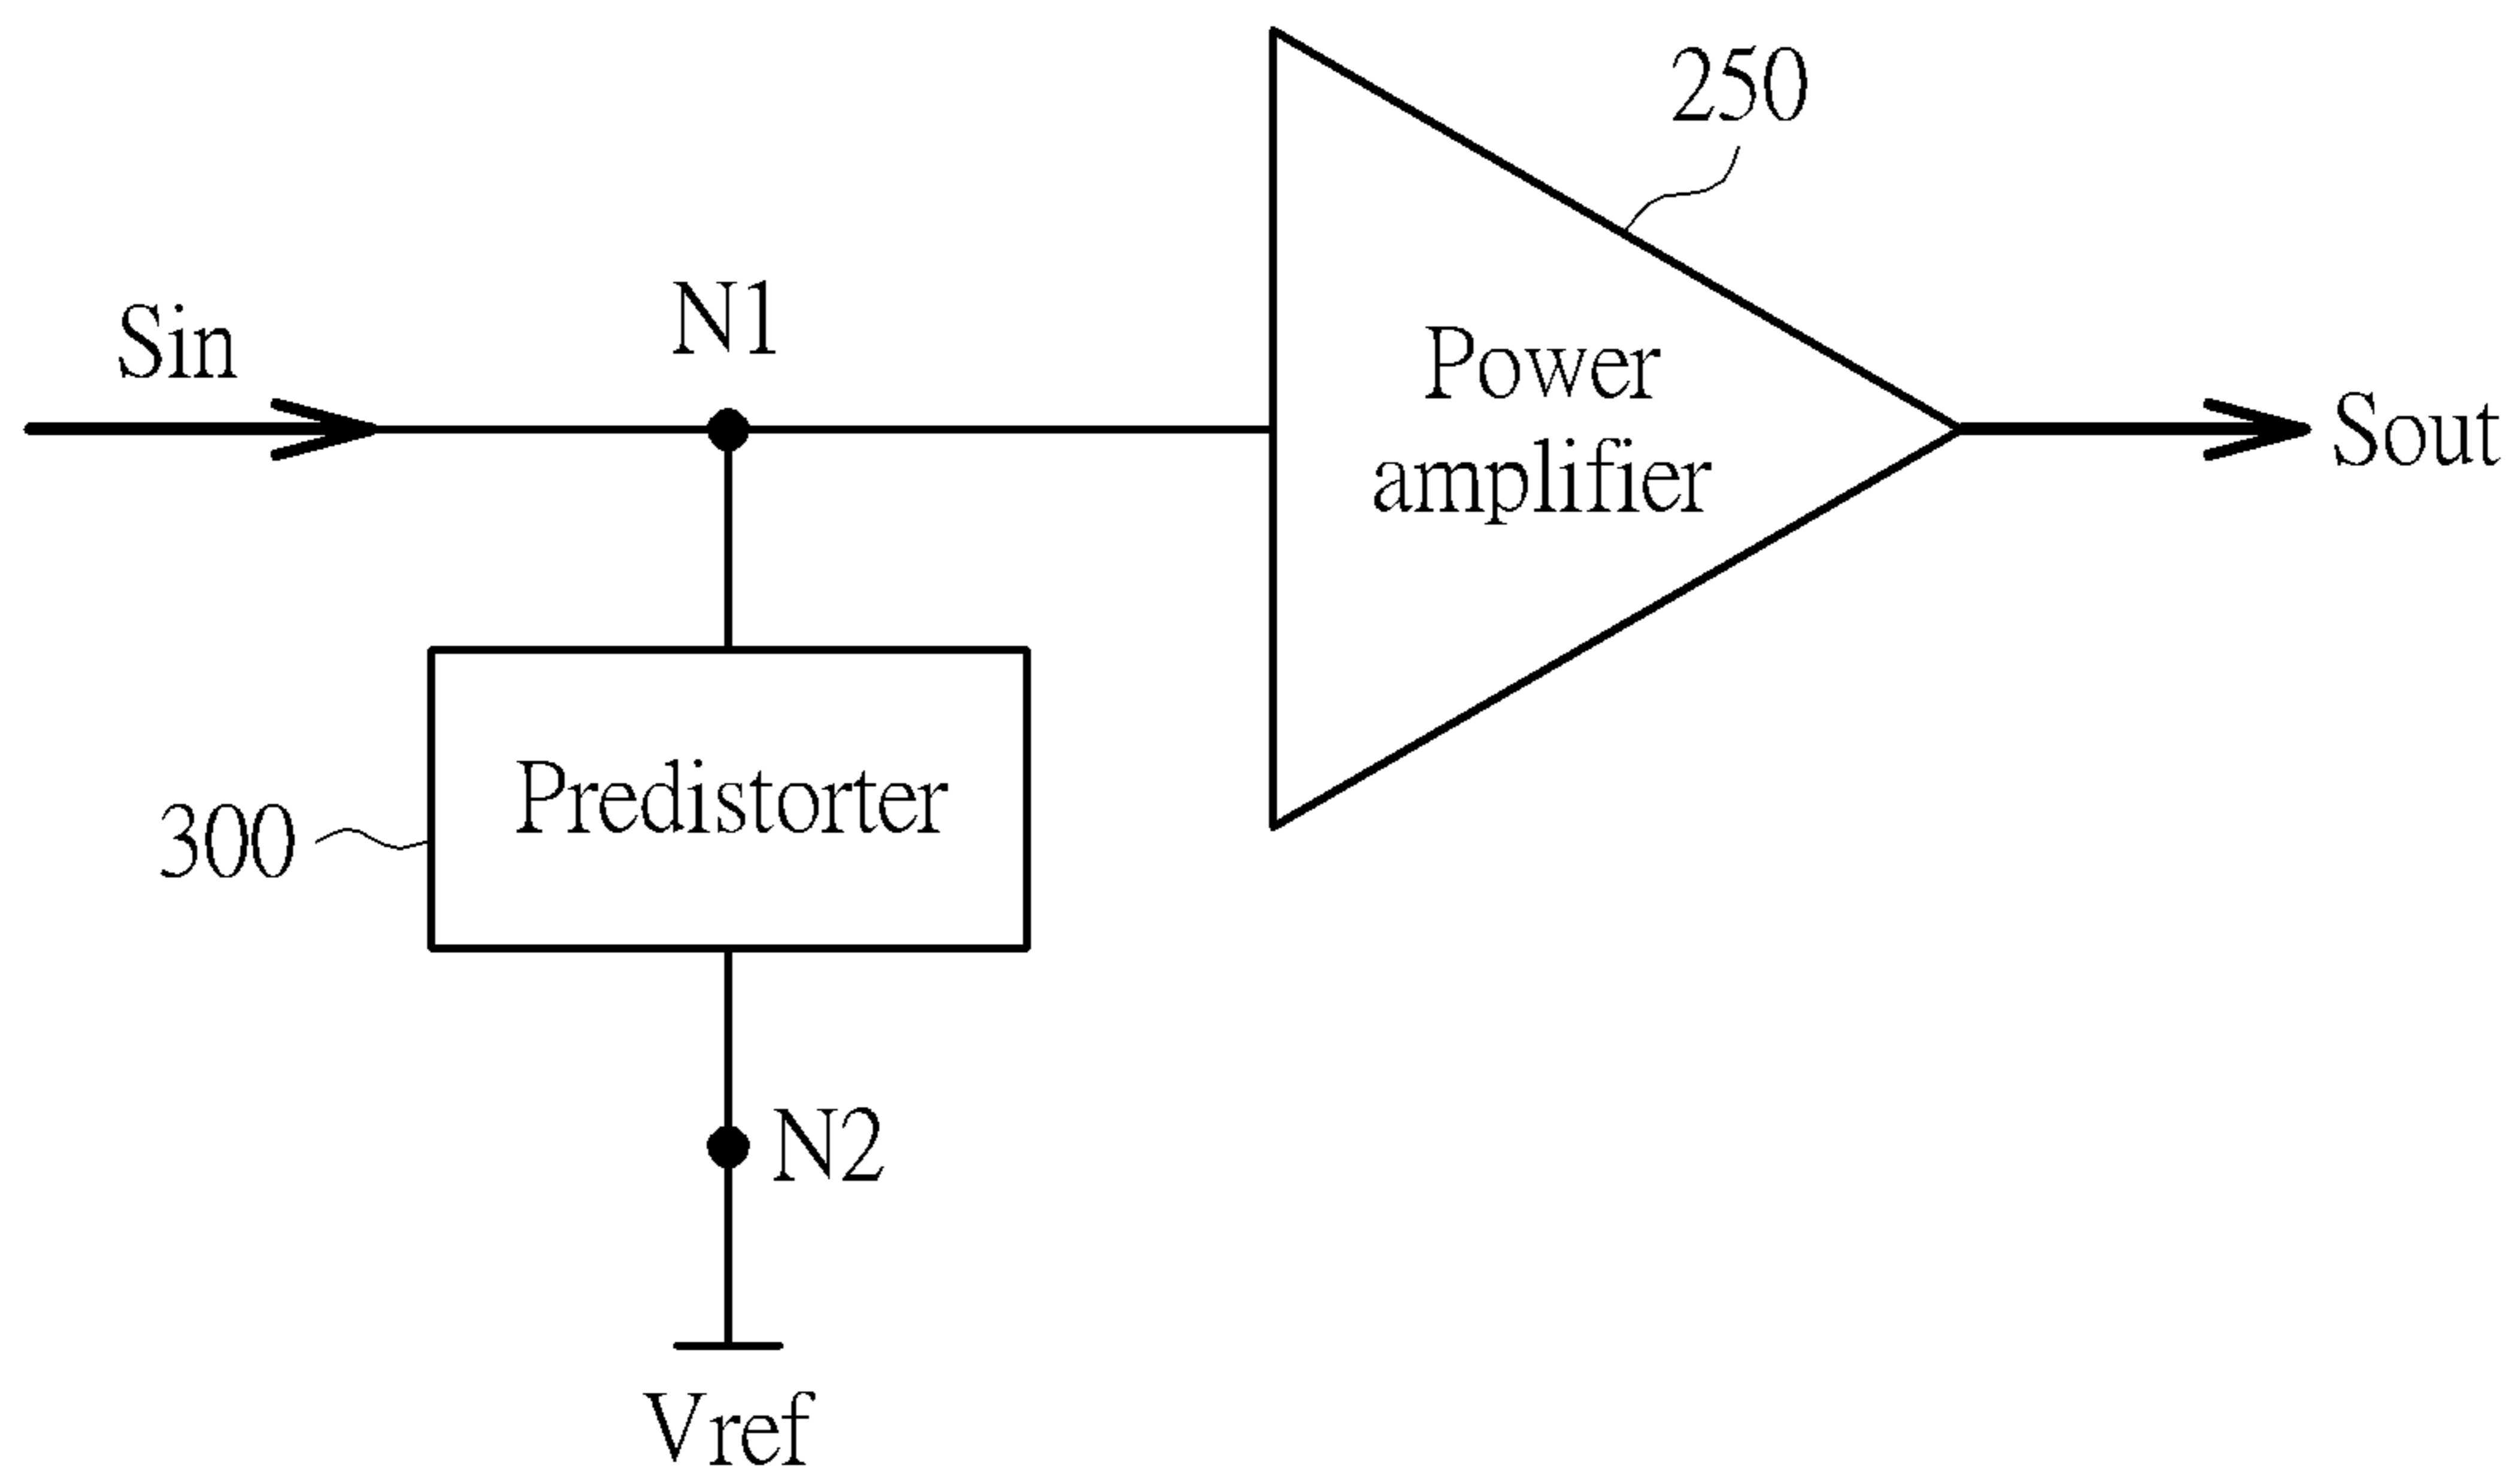 250
N1
Sin
Power
amplifier
Sout
Predistorter
300
N2
Vref